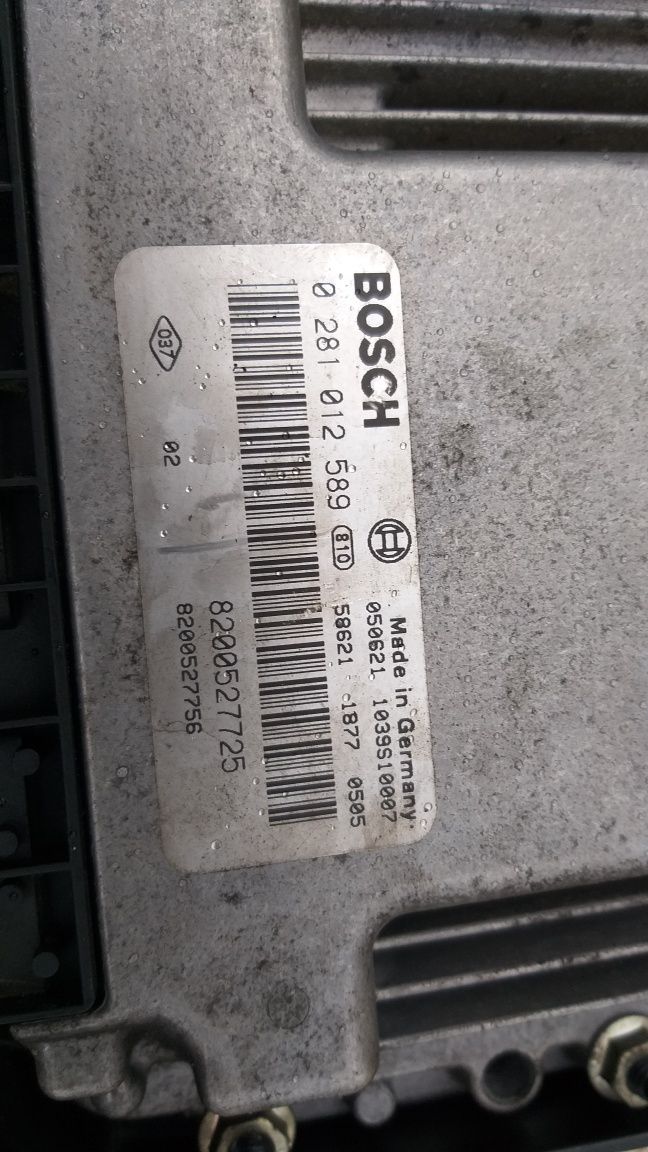 BOSCH
Made in Germany.
050621 1039S10007
0 281 012 589 810 58621 1877 0505
037 02
8200527725
8200527756